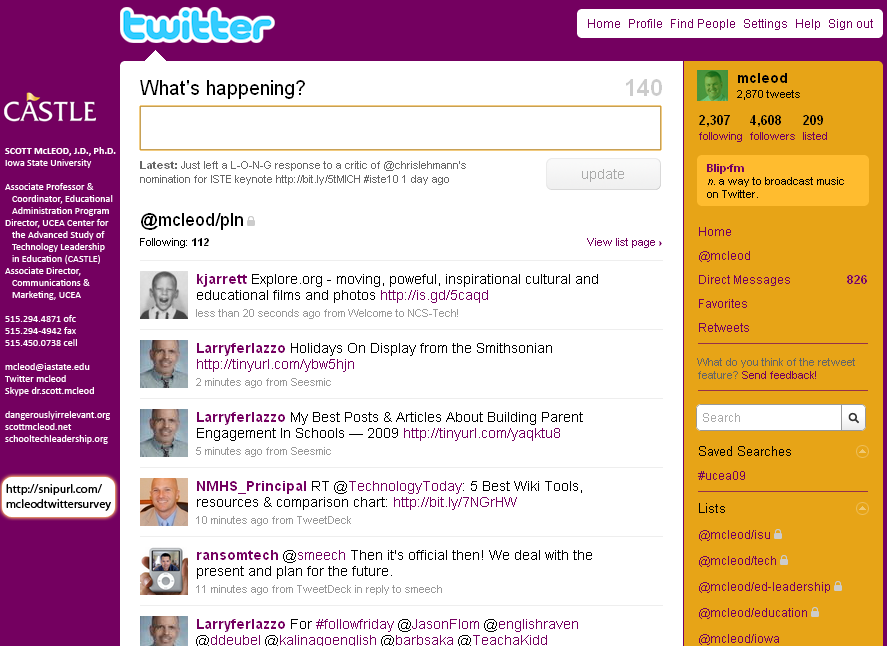 twitter
Home Profile Find People Settings Help Sign out
CASTLE
SCOTT McLEOD, J.D., Ph.D.
Iowa State University
Associate Professor &
Coordinator, Educational
Administration Program
Director, UCEA Center for
the Advanced Study of
Technology Leadership
in Education (CASTLE)
Associate Director,
Communications &
Marketing, UCEA
515.294.4871 ofc
515.294-4942 fax
515.450.0738 cell
mcleod@iastate.edu
Twitter mcleod
Skype dr.scott.mcleod
dangerouslyirrelevant.org
scottmcleod.net
schooltechleadership.org
http://snipurl.com/
mcleodtwittersurvey
What's happening?
140
Latest: Just left a L-O-N-G response to a critic of @chrislehmann's
nomination for ISTE keynote http://bit.ly/5tMlCH #iste10 1 day ago
update
@mcleod/pln
Following: 112
View list page ›
kjarrett Explore.org - moving, poweful, inspirational cultural and
educational films and photos http://is.gd/5caqd
less than 20 seconds ago from Welcome to NCS-Tech!
Larryferlazzo Holidays On Display from the Smithsonian
http://tinyurl.com/ybw5hjn
2 minutes ago from Seesmic
Larryferlazzo My Best Posts & Articles About Building Parent
Engagement In Schools — 2009 http://tinyurl.com/yaqktu8
5 minutes ago from Seesmic
NMHS_Principal RT @TechnologyToday: 5 Best Wiki Tools,
resources & comparison chart: http://bit.ly/7NGrHW
10 minutes ago from TweetDeck
ransomtech @smeech Then it's official then! We deal with the
present and plan for the future.
11 minutes ago from TweetDeck in reply to smeech
Larryferlazzo For #followfriday @JasonFlom @englishraven
@ddeubel @kalinagoenglish @barbsaka @TeachaKidd
mcleod
2,870 tweets
2,307 4,608 209
following followers listed
Blip•fm
n. a way to broadcast music
on Twitter.
Home
@mcleod
Direct Messages 826
Favorites
Retweets
What do you think of the retweet
feature? Send feedback!
Search
Saved Searches
#ucea09
Lists
@mcleod/isu
@mcleod/tech
@mcleod/ed-leadership
@mcleod/education
@mcleod/iowa